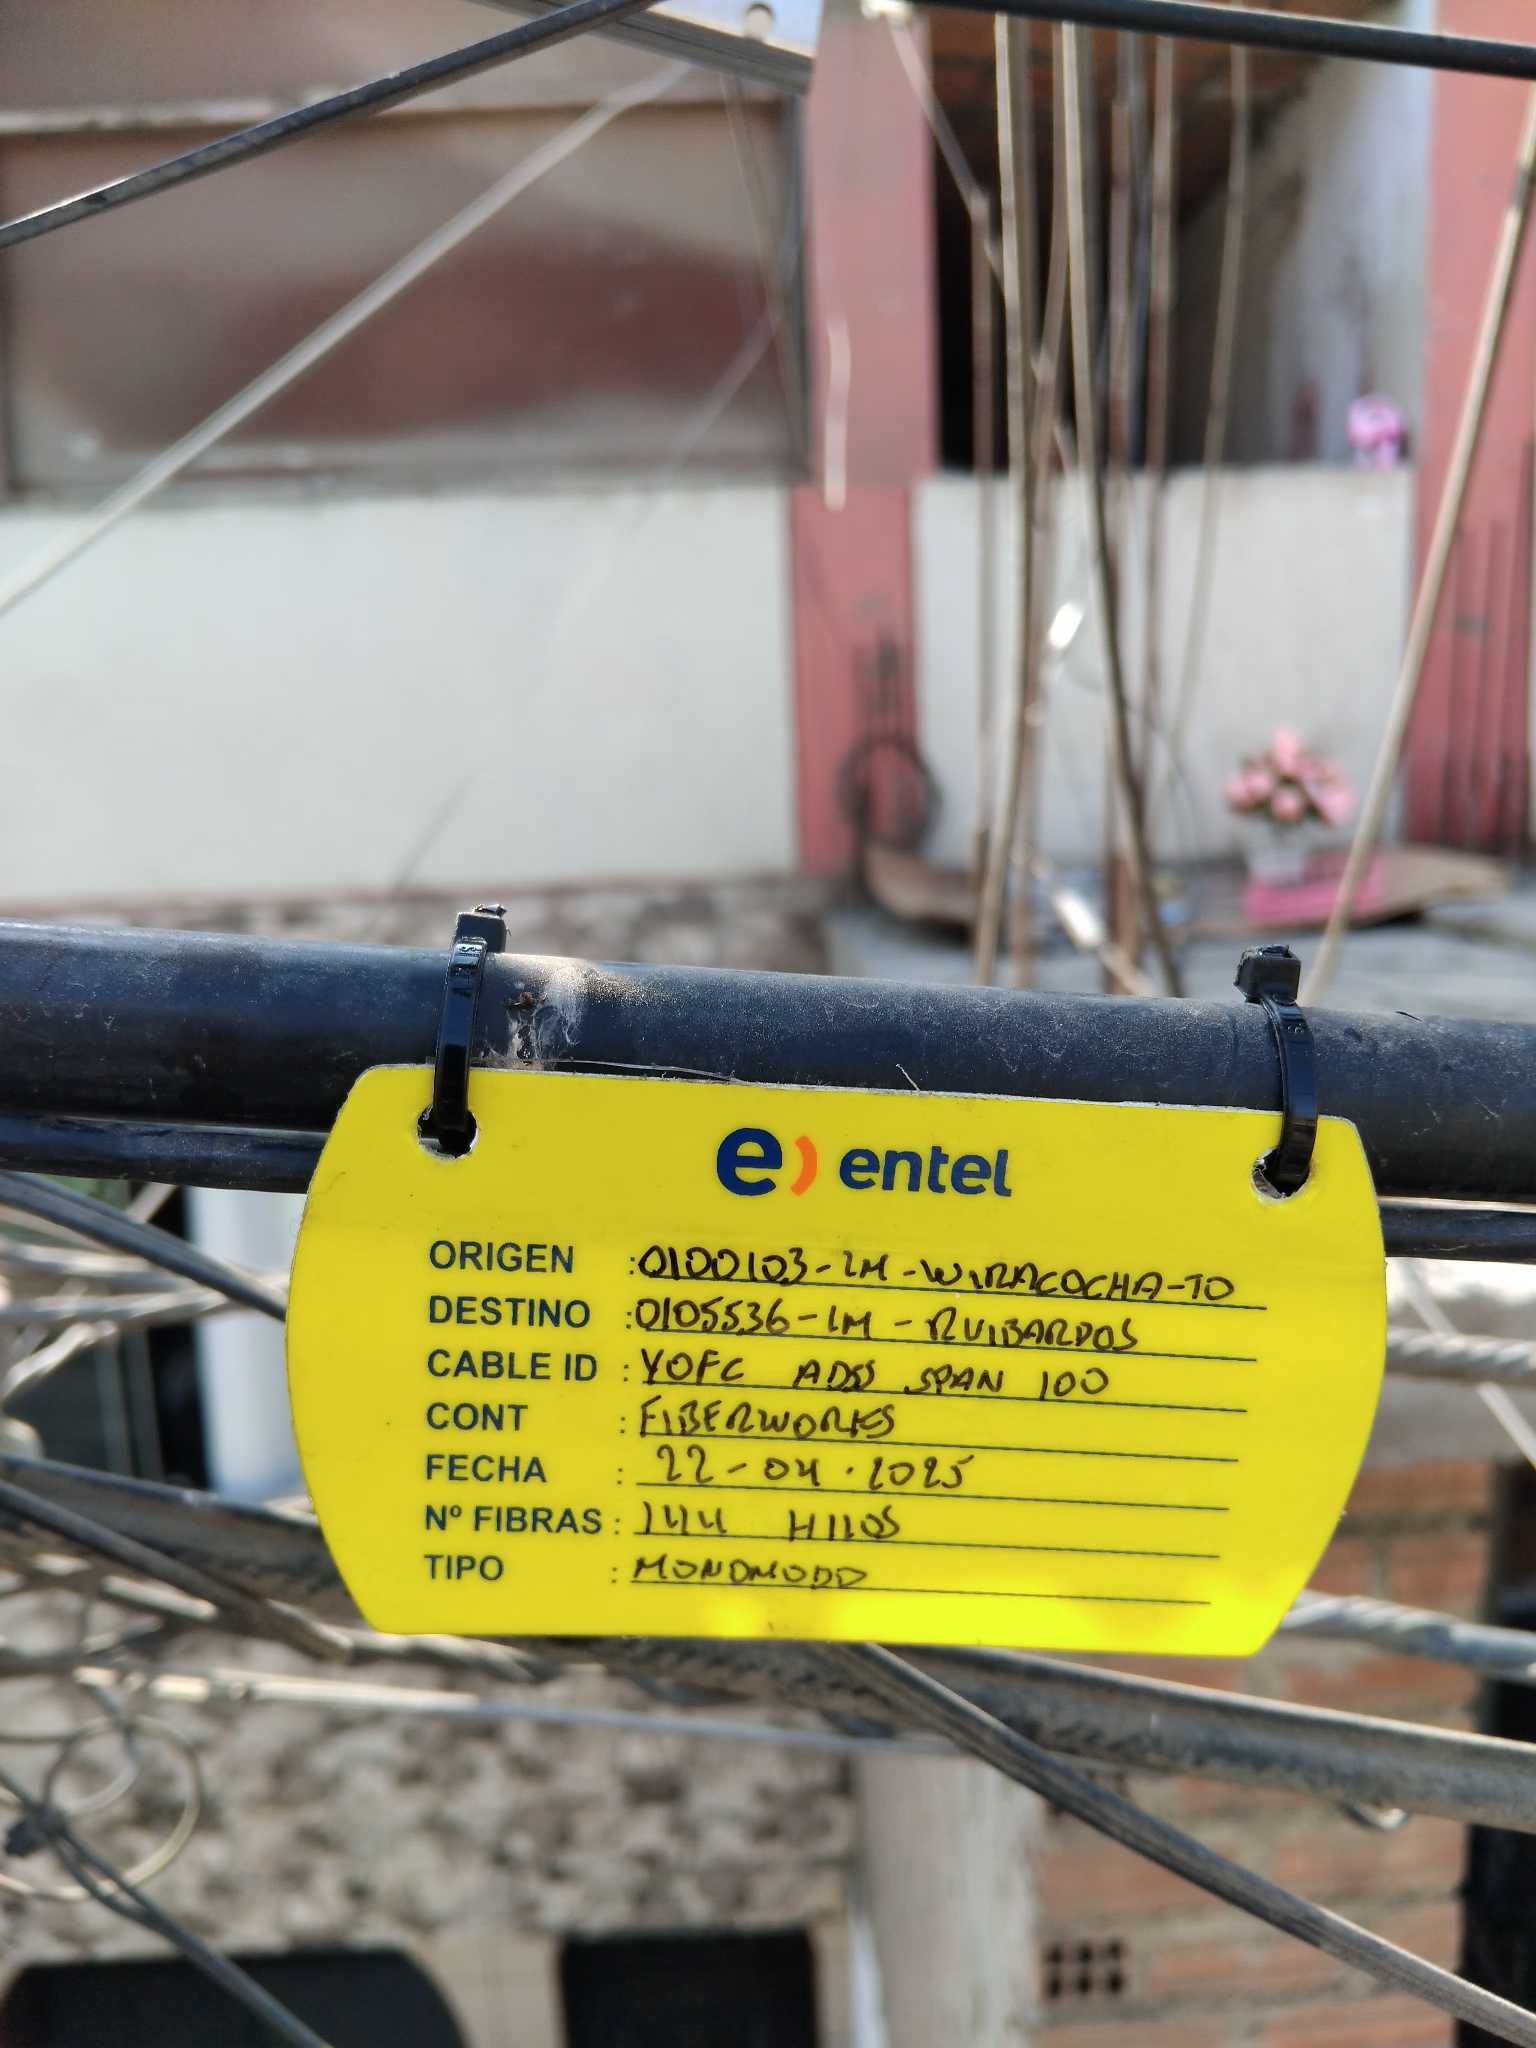 e) entel
ORIGEN : 0100103-LM-WIRACOCHA-TO
DESTINO : 0105536-LM-RUIBARDOS
CABLE ID : YOFC ADSS SPAN 100
CONT : FIBERWORKS
FECHA : 22-04.2025
Nº FIBRAS : 144 HILOS
TIPO : MONOMODO